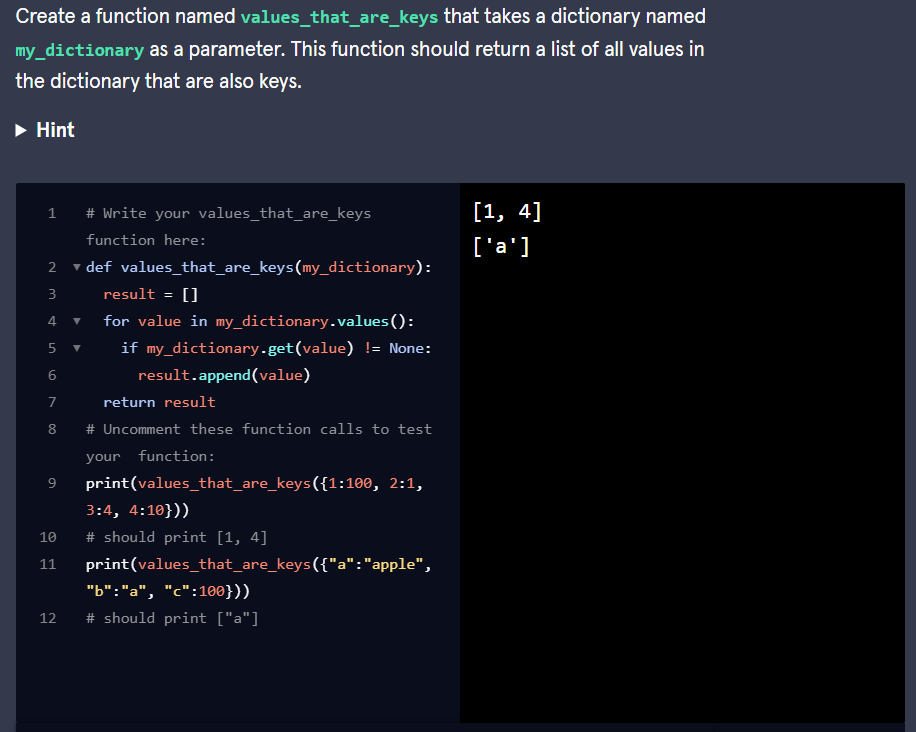 Create a function named values_that_are_keys that takes a dictionary named
my_dictionary as a parameter. This function should return a list of all values in
the dictionary that are also keys.
▶ Hint
1 # Write your values_that_are_keys
function here:
2 ▼ def values_that_are_keys(my_dictionary):
3 result = []
4 ▼ for value in my_dictionary.values():
5 ▼ if my_dictionary.get(value) != None:
6 result.append(value)
7 return result
8 # Uncomment these function calls to test
your  function:
9 print(values_that_are_keys({1:100, 2:1,
3:4, 4:10}))
10 # should print [1, 4]
11 print(values_that_are_keys({"a":"apple",
"b":"a", "c":100}))
12 # should print ["a"]
[1, 4]
['a']